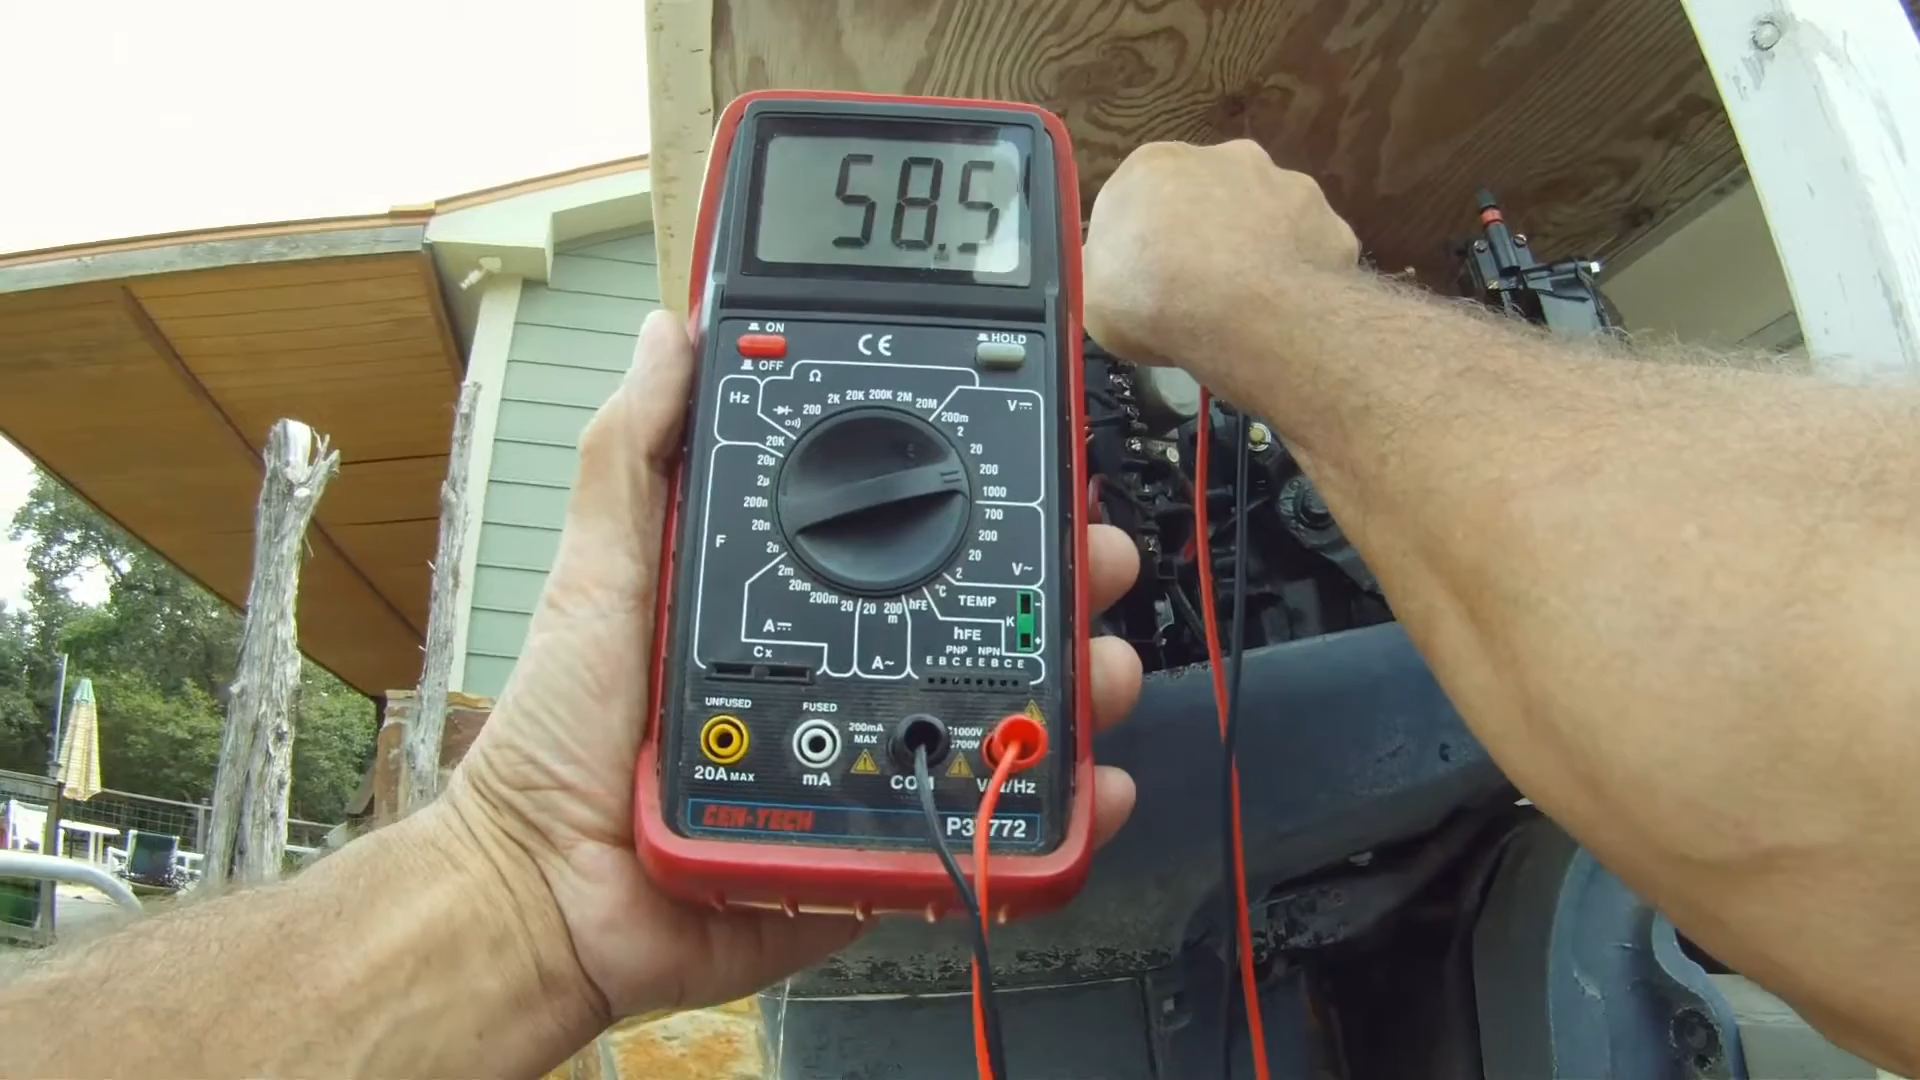 58.5
ON
OFF
CE
HOLD
Ω
Hz
200 2K 20K 200K 2M 20M
20K
V
200m
2
20
200
1000
700
200
20
2
V~
20µ
2µ
200n
20n
2n
F
2m
20m
200m
20
A
20
200
m
A~
hFE
°C
TEMP
K
-
+
hFE
PNP NPN
E B C E E B C E
Cx
UNFUSED
20A MAX
FUSED
mA
200mA
MAX
1000V
700V
CEN-TECH